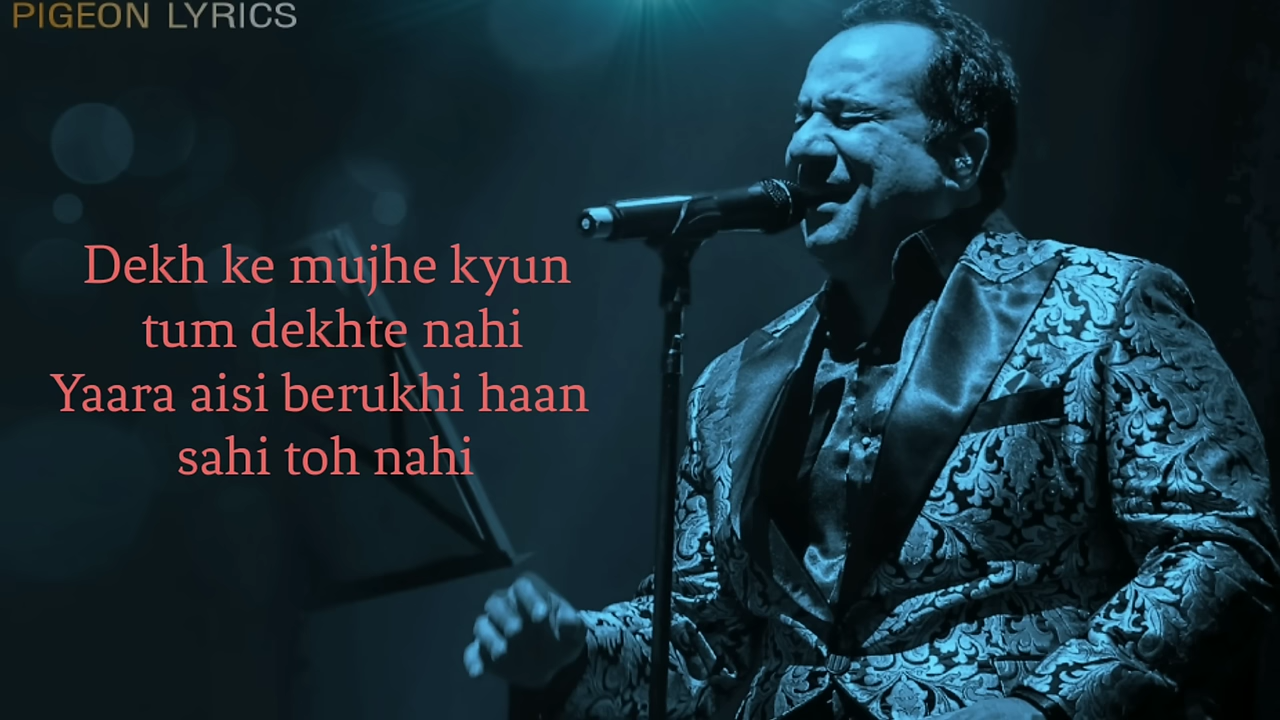 PIGEON LYRICS
Dekh ke mujhe kyun
tum dekhte nahi
Yaara aisi berukhi haan
sahi toh nahi